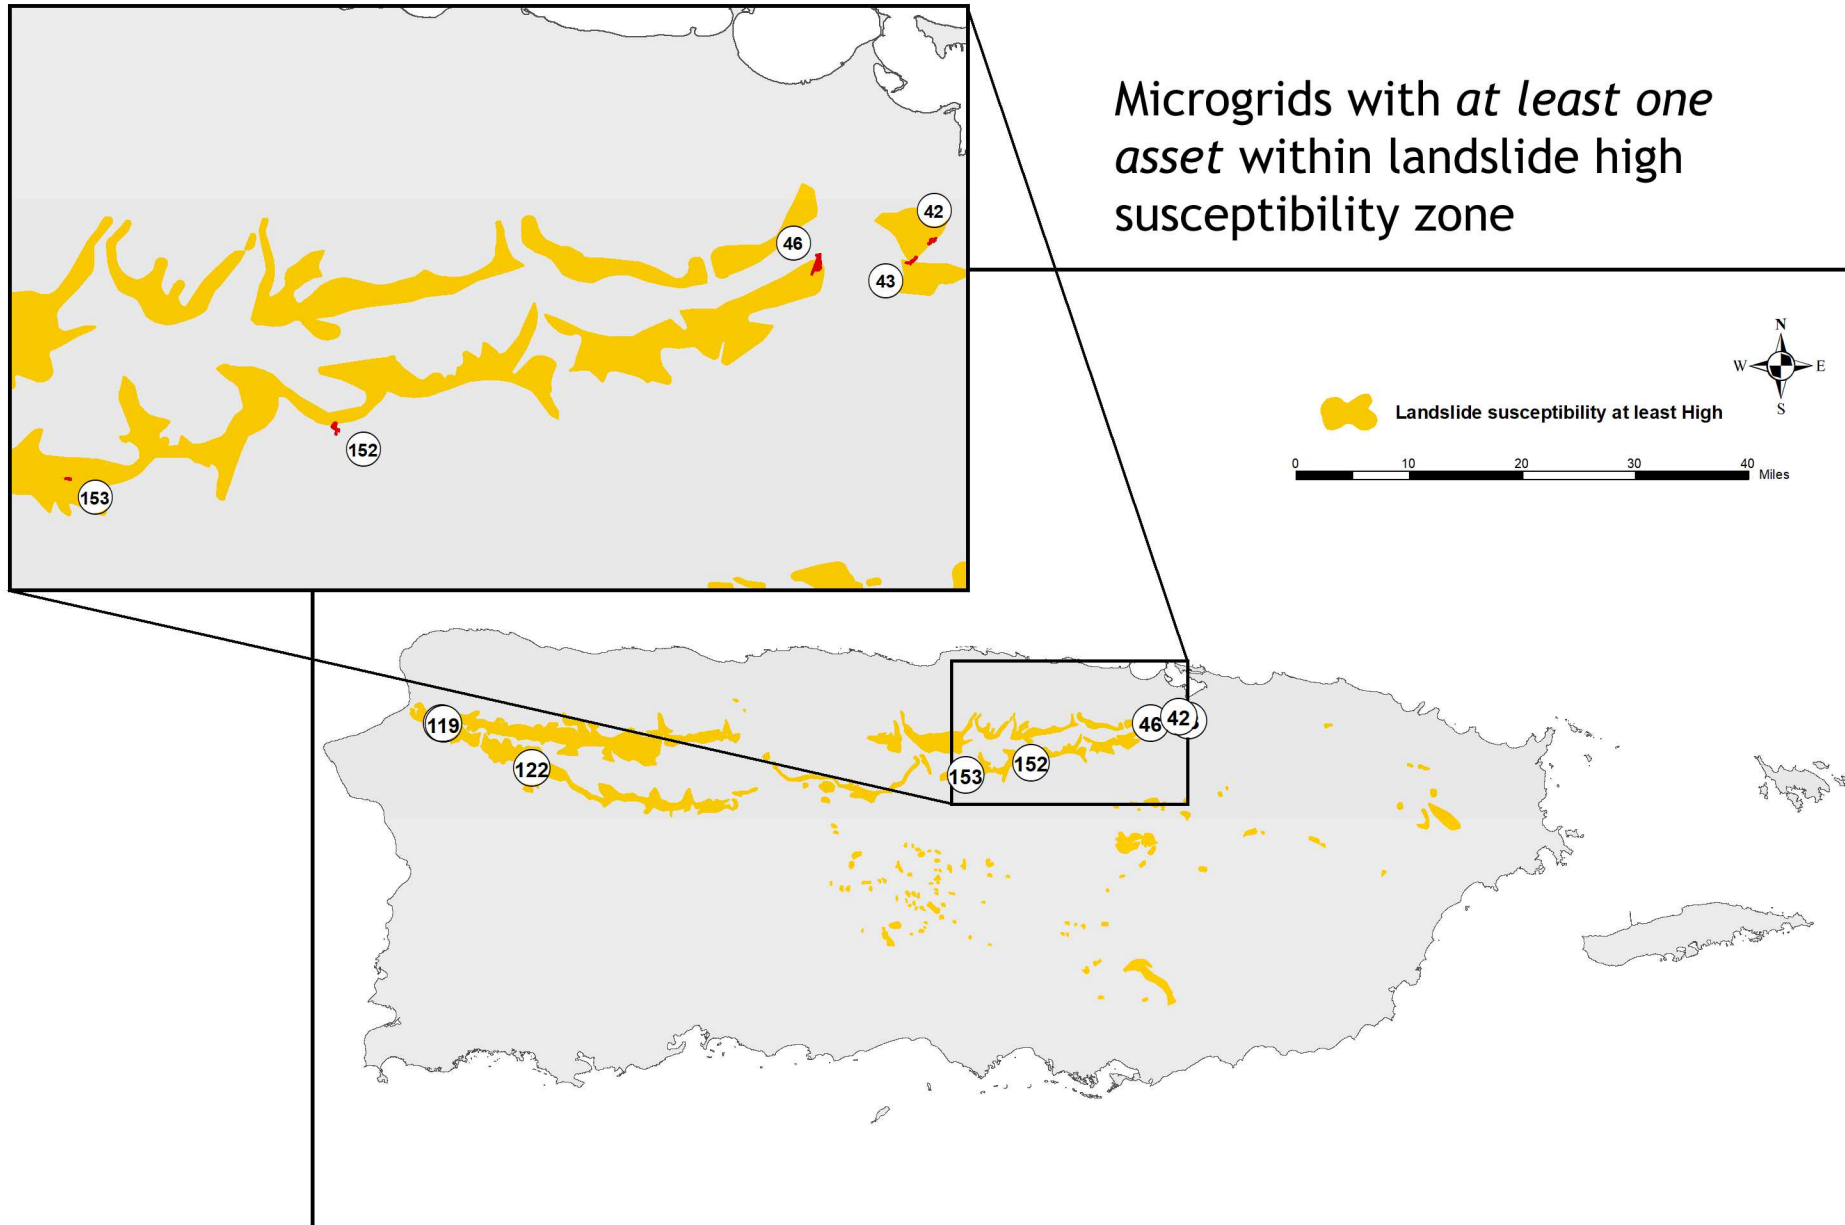 Microgrids with at least one
asset within landslide high
susceptibility zone
42
46
43
152
153
N
W E
S
Landslide susceptibility at least High
0 10 20 30 40
Miles
119
122
46
42
153
152